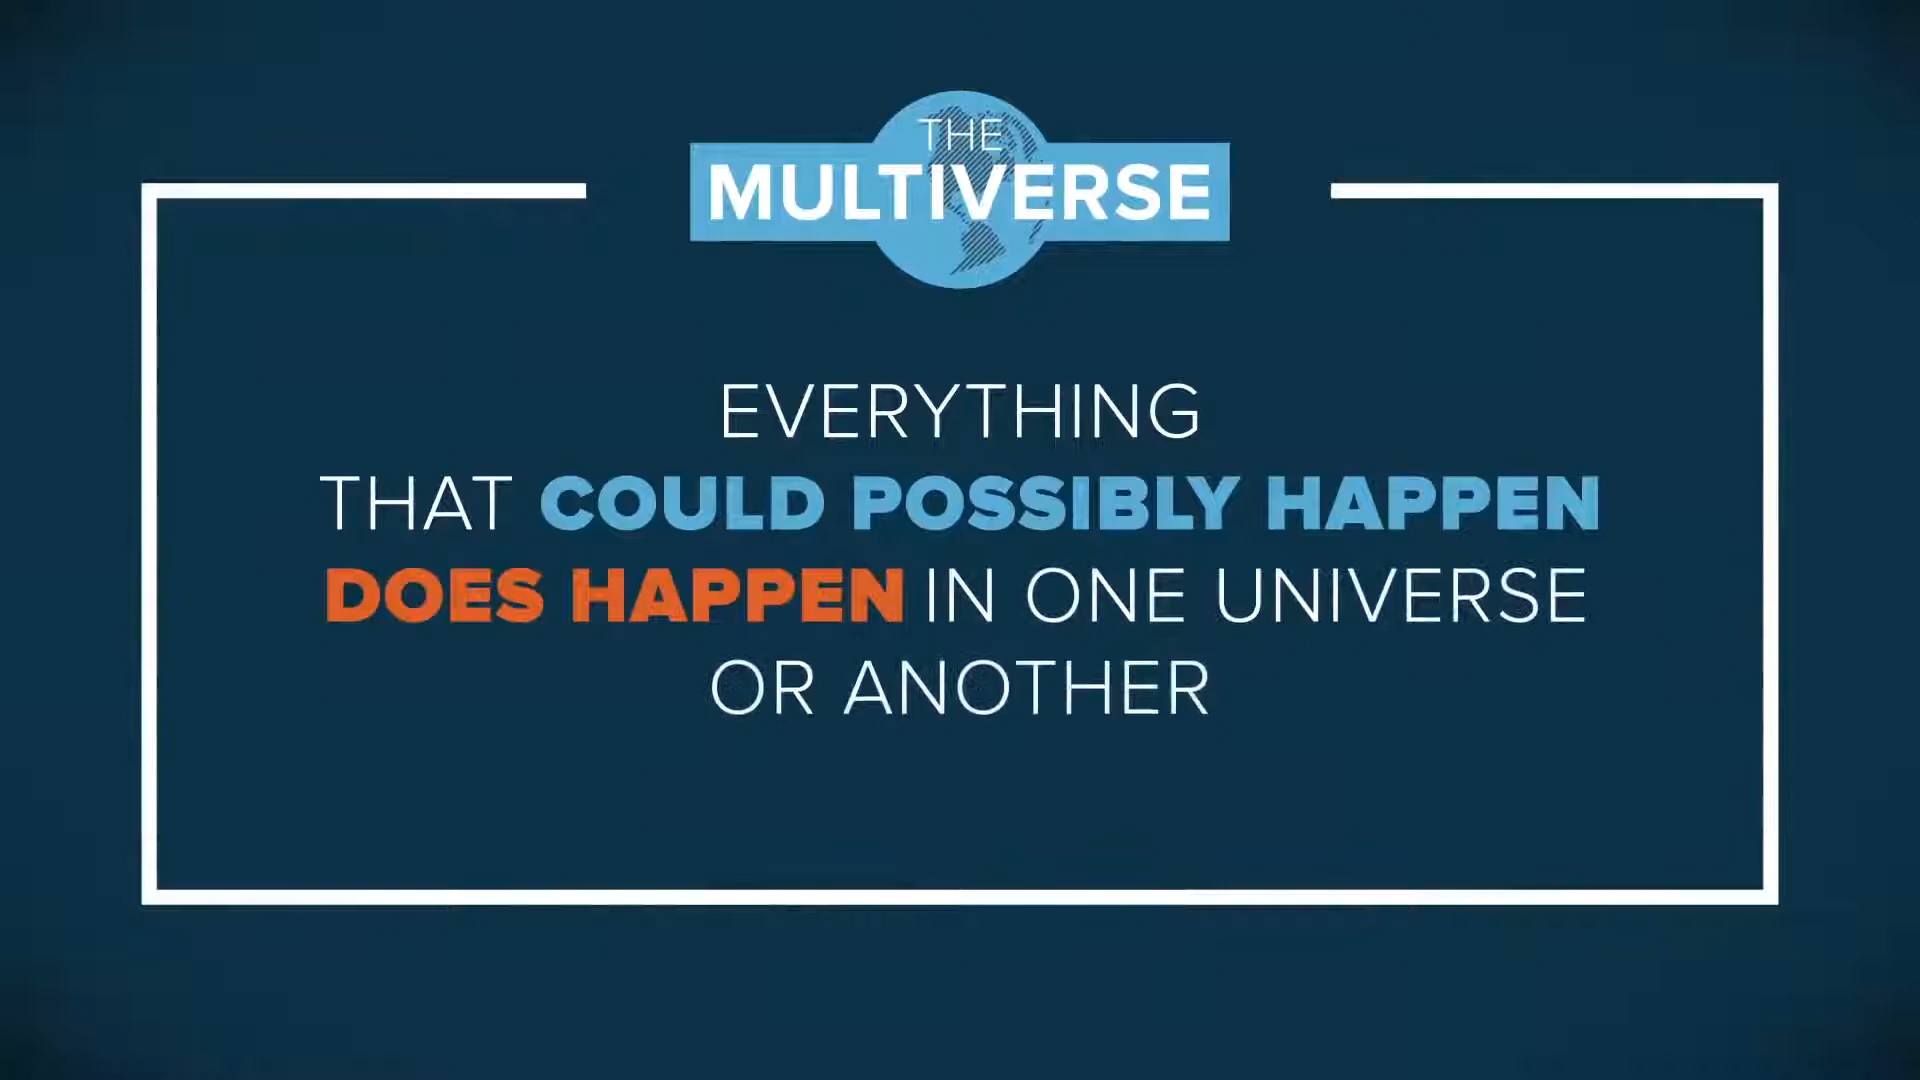 THE
MULTIVERSE
EVERYTHING
THAT COULD POSSIBLY HAPPEN
DOES HAPPEN IN ONE UNIVERSE
OR ANOTHER